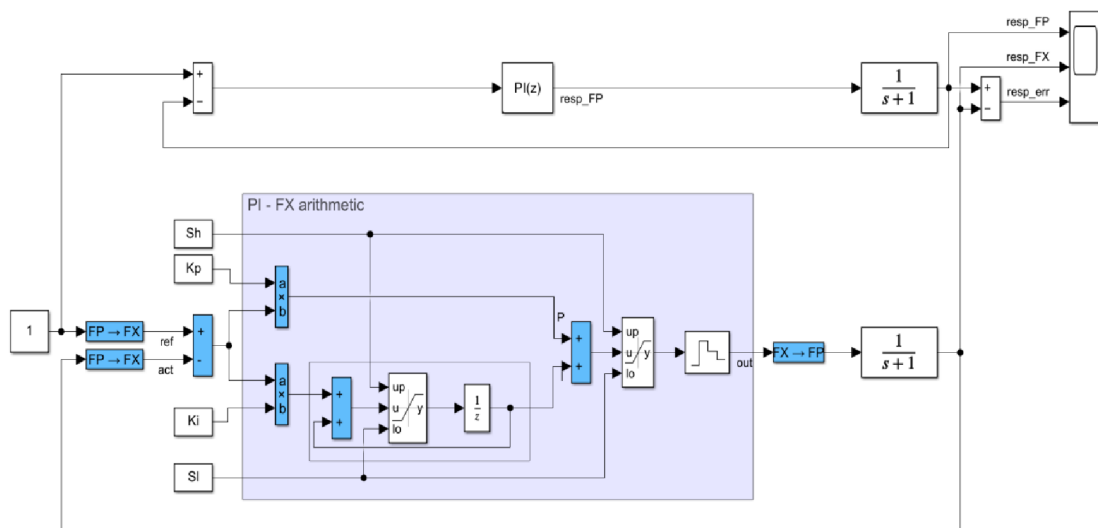 resp_FP
resp_FX
resp_err
+
−
PI(z)
resp_FP
1
s + 1
+
−
PI - FX arithmetic
Sh
Kp
a
×
b
1
FP → FX
ref
FP → FX
act
+
-
P
+
+
up
u
lo
y
out
FX → FP
1
s + 1
a
×
b
+
+
up
u
lo
y
1
z
I
Ki
Sl